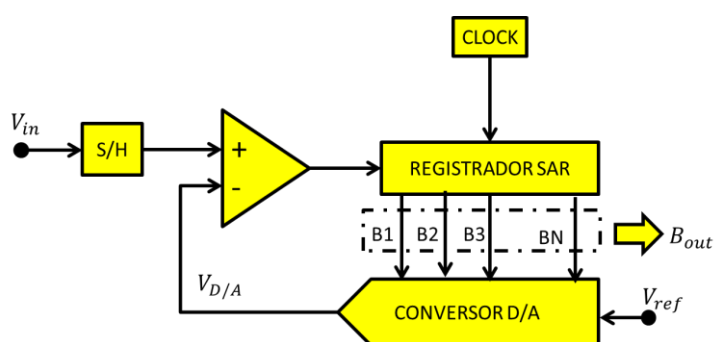 CLOCK
V_in
S/H
+
-
REGISTRADOR SAR
B1 B2 B3 BN
B_out
V_D/A
CONVERSOR D/A
V_ref